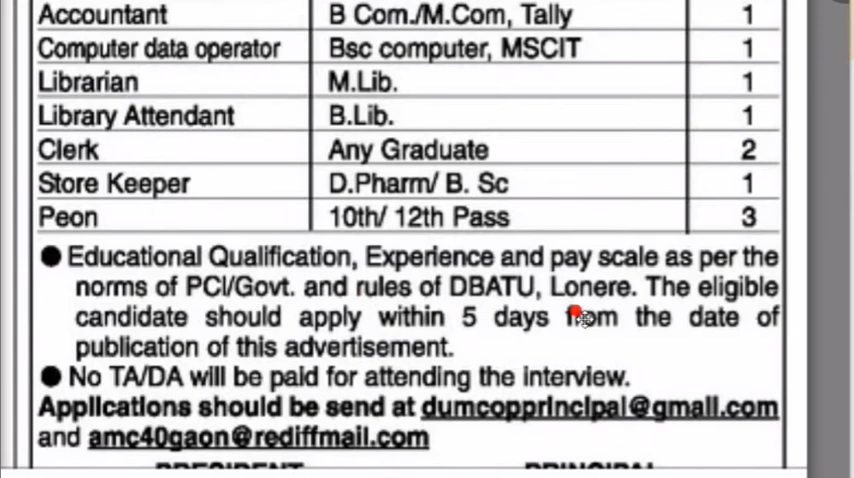 Accountant B Com./M.Com, Tally 1
Computer data operator Bsc computer, MSCIT 1
Librarian M.Lib. 1
Library Attendant B.Lib. 1
Clerk Any Graduate 2
Store Keeper D.Pharm/ B. Sc 1
Peon 10th/ 12th Pass 3
● Educational Qualification, Experience and pay scale as per the
norms of PCI/Govt. and rules of DBATU, Lonere. The eligible
candidate should apply within 5 days from the date of
publication of this advertisement.
● No TA/DA will be paid for attending the interview.
Applications should be send at dumcopprincipal@gmail.com
and amc40gaon@rediffmail.com
PRESIDENT PRINCIPAL